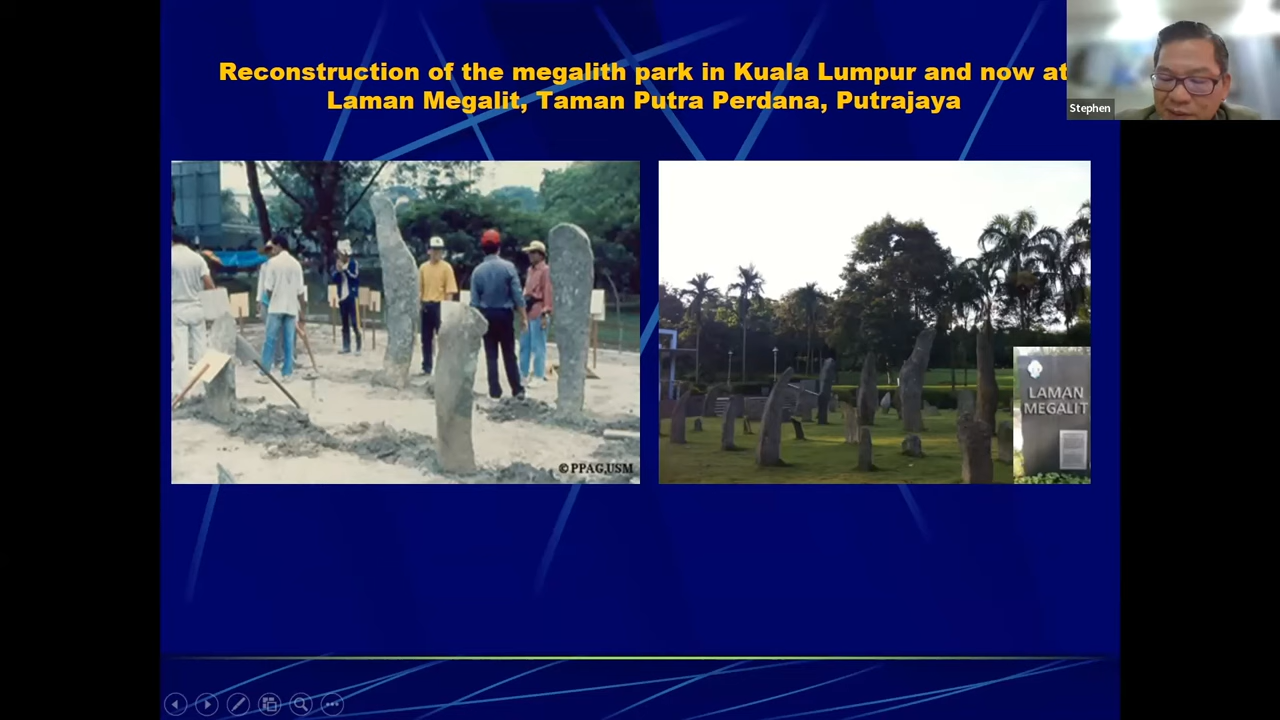 Reconstruction of the megalith park in Kuala Lumpur and now at
Laman Megalit, Taman Putra Perdana, Putrajaya
Stephen
©PPAG,USM
LAMAN
MEGALIT